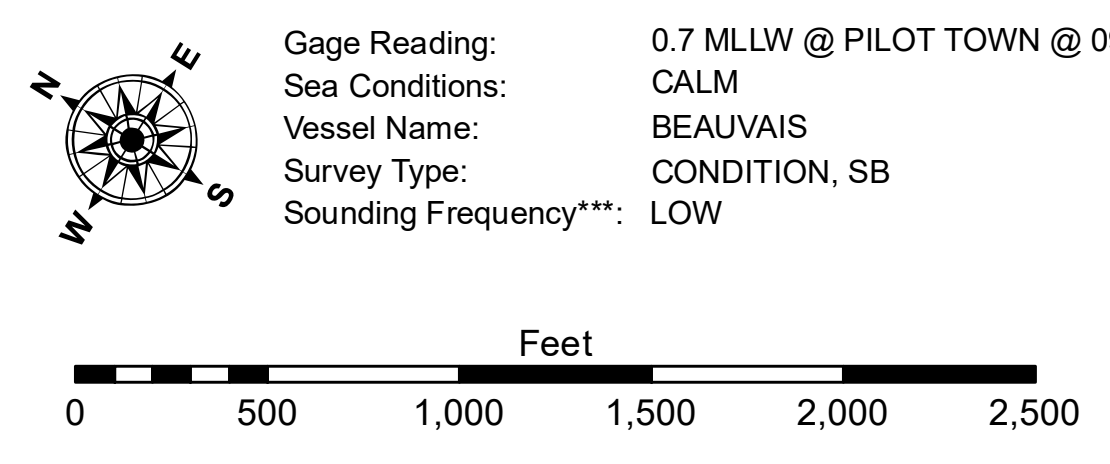 N
E
S
W
Gage Reading: 0.7 MLLW @ PILOT TOWN @
Sea Conditions: CALM
Vessel Name: BEAUVAIS
Survey Type: CONDITION, SB
Sounding Frequency***: LOW
Feet
0 500 1,000 1,500 2,000 2,500